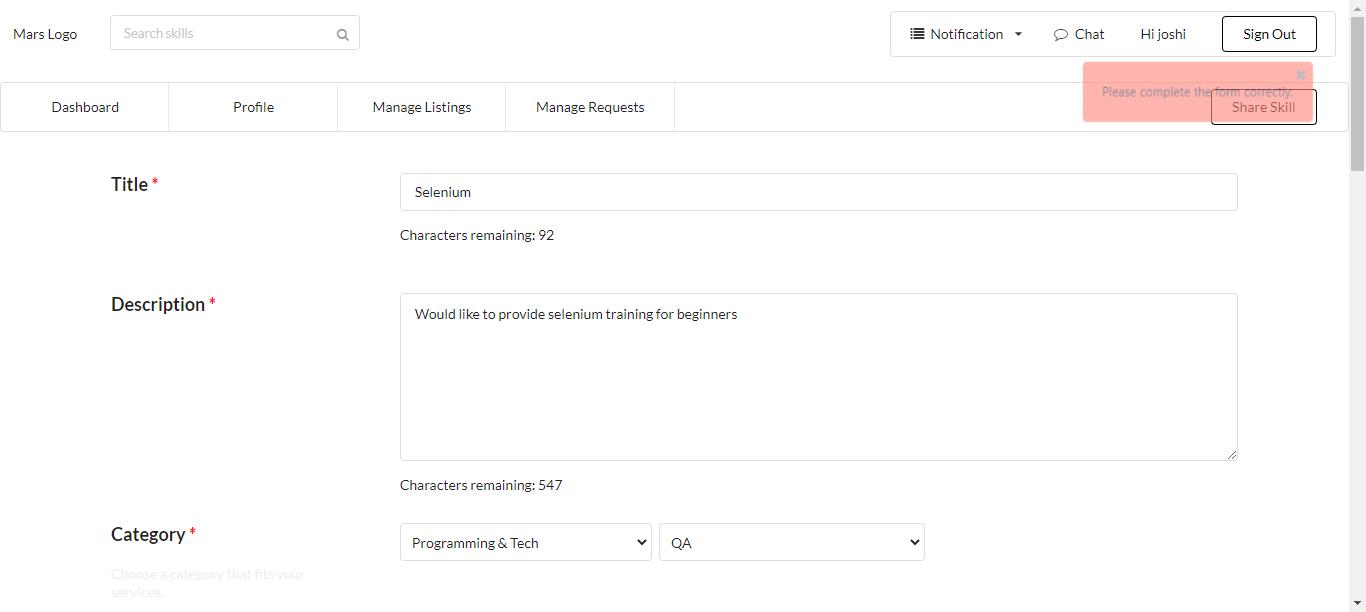 Mars Logo
Search skills
Notification
Chat
Hi joshi
Sign Out
Please complete the form correctly.
Dashboard
Profile
Manage Listings
Manage Requests
Share Skill
Title *
Selenium
Characters remaining: 92
Description *
Would like to provide selenium training for beginners
Characters remaining: 547
Category *
Programming & Tech
QA
Choose a category that fits your
services.